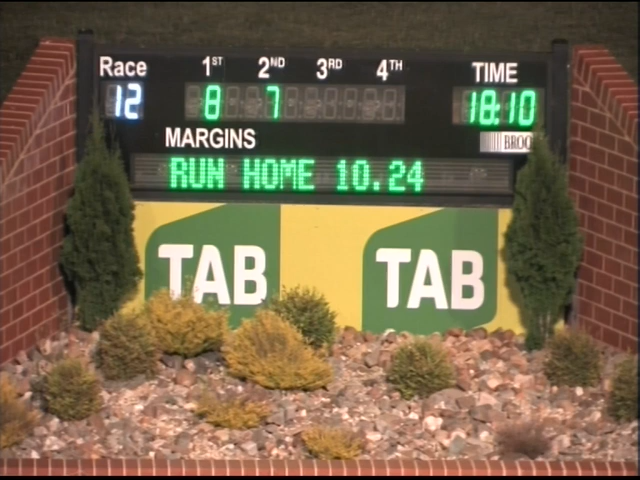 Race 1ST 2ND 3RD 4TH TIME
12 8 7 18:10
MARGINS BROO
RUN HOME 10.24
TAB TAB